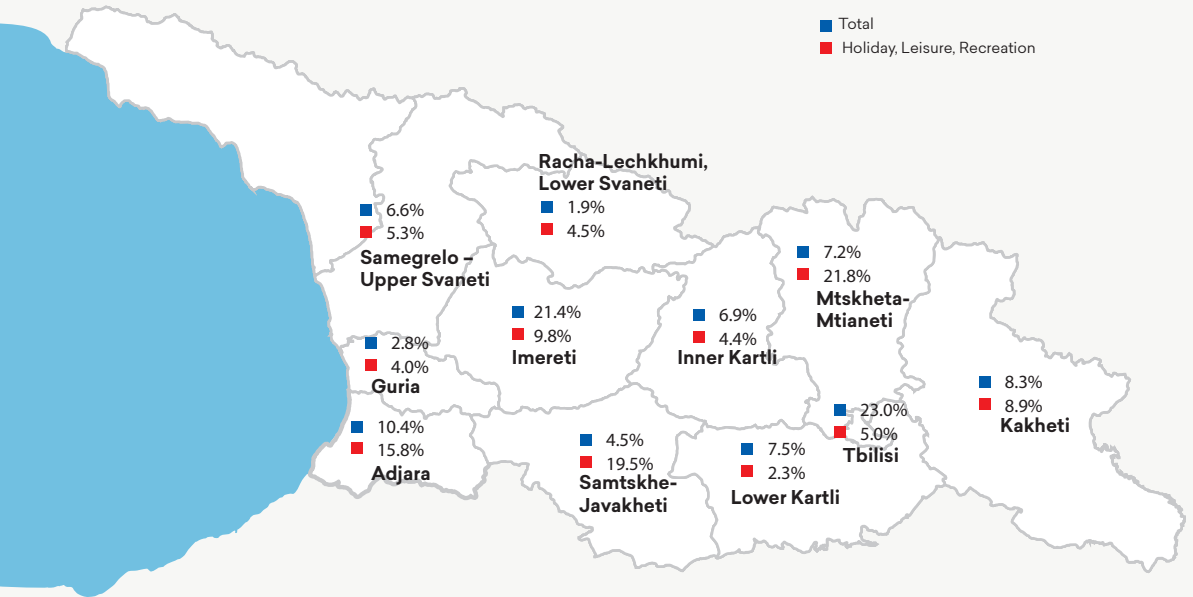 Total
Holiday, Leisure, Recreation
Racha-Lechkhumi,
Lower Svaneti
1.9%
4.5%
6.6%
5.3%
Samegrelo –
Upper Svaneti
7.2%
21.8%
Mtskheta-
Mtianeti
21.4%
9.8%
Imereti
6.9%
4.4%
Inner Kartli
2.8%
4.0%
Guria
8.3%
8.9%
Kakheti
23.0%
5.0%
Tbilisi
10.4%
15.8%
Adjara
4.5%
19.5%
Samtskhe-
Javakheti
7.5%
2.3%
Lower Kartli